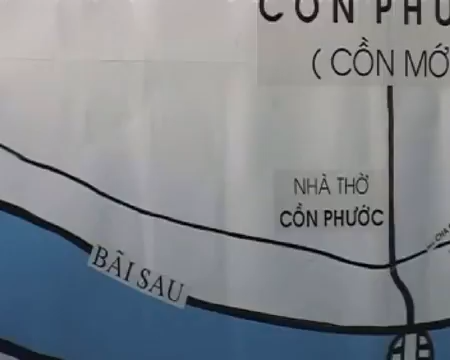 CỒN PHƯ
( CỒN MỚ
NHÀ THỜ
CỒN PHƯỚC
BÃI SAU